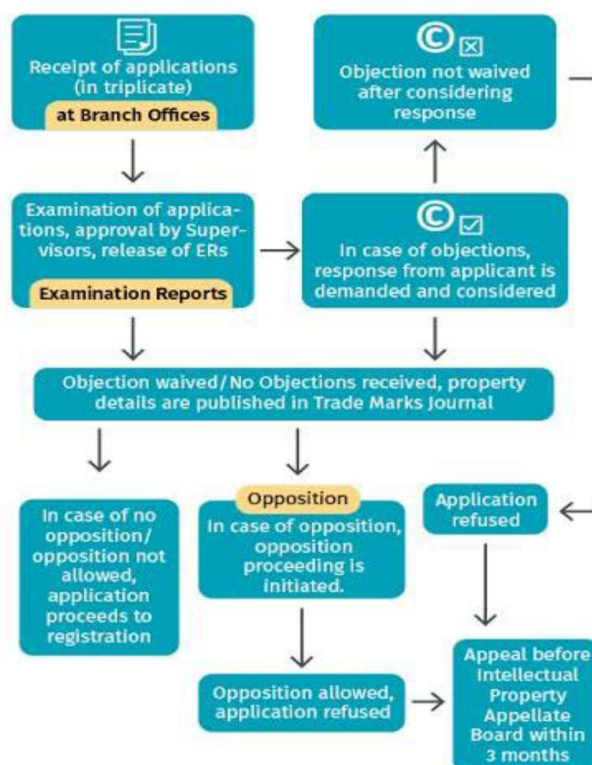 Receipt of applications
(in triplicate)
at Branch Offices
©
Objection not waived
after considering
response
Examination of applica-
tions, approval by Super-
visors, release of ERs
Examination Reports
©
In case of objections,
response from applicant is
demanded and considered
Objection waived/No Objections received, property
details are published in Trade Marks Journal
In case of no
opposition/
opposition not
allowed,
application
proceeds to
registration
Opposition
In case of opposition,
opposition
proceeding is
initiated.
Application
refused
Opposition allowed,
application refused
Appeal before
Intellectual
Property
Appellate
Board within
3 months